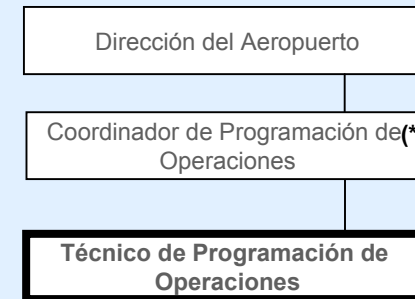 Dirección del Aeropuerto
Coordinador de Programación de(*
Operaciones
Técnico de Programación de
Operaciones